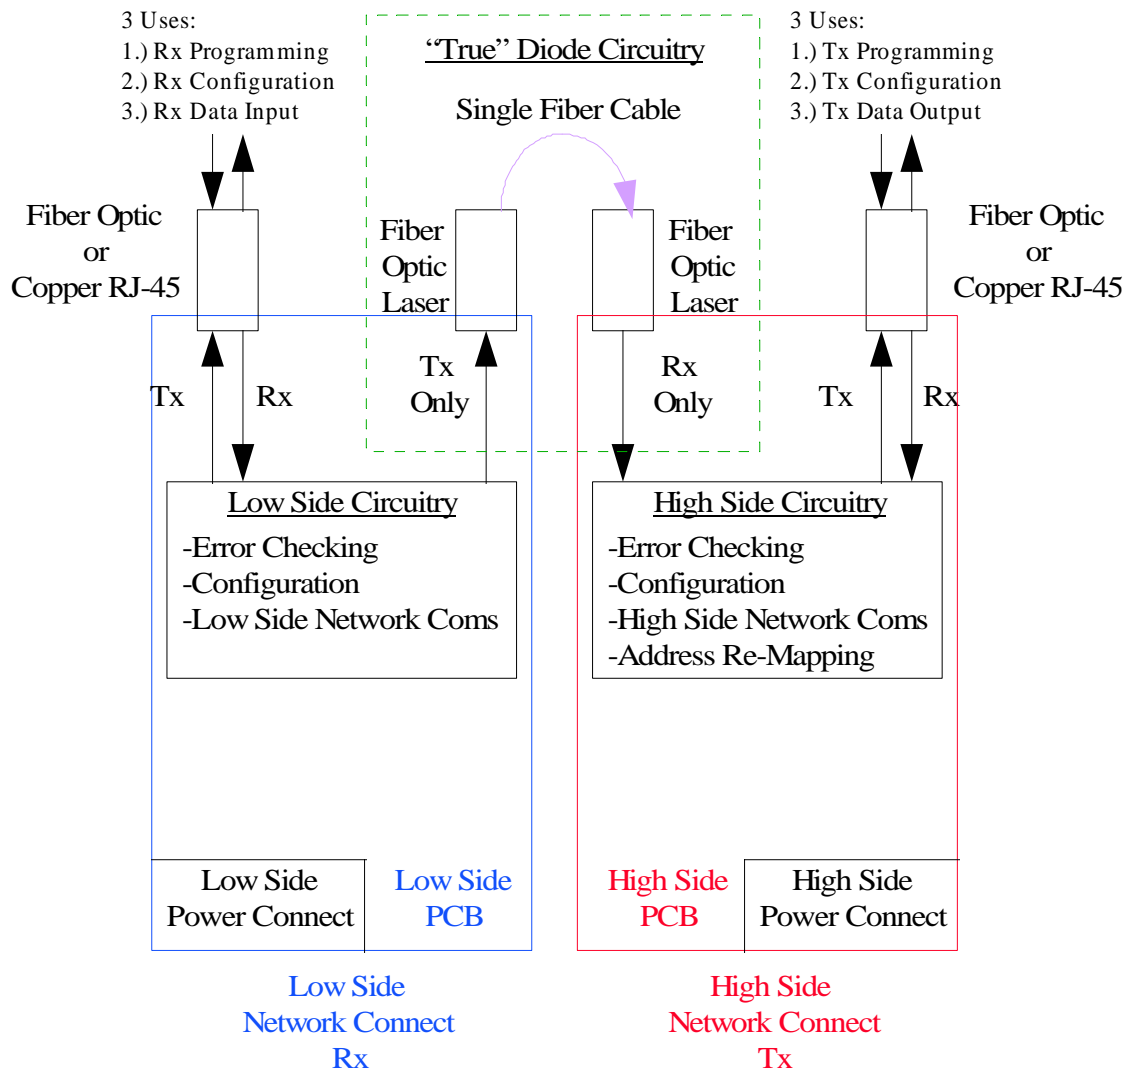 3 Uses:
1.) Rx Programming
2.) Rx Configuration
3.) Rx Data Input
“True” Diode Circuitry
Single Fiber Cable
3 Uses:
1.) Tx Programming
2.) Tx Configuration
3.) Tx Data Output
Fiber Optic
or
Copper RJ-45
Fiber
Optic
Laser
Fiber
Optic
Laser
Fiber Optic
or
Copper RJ-45
Tx
Rx
Tx
Only
Rx
Only
Tx
Rx
Low Side Circuitry
-Error Checking
-Configuration
-Low Side Network Coms
High Side Circuitry
-Error Checking
-Configuration
-High Side Network Coms
-Address Re-Mapping
Low Side
Power Connect
Low Side
PCB
High Side
PCB
High Side
Power Connect
Low Side
Network Connect
Rx
High Side
Network Connect
Tx